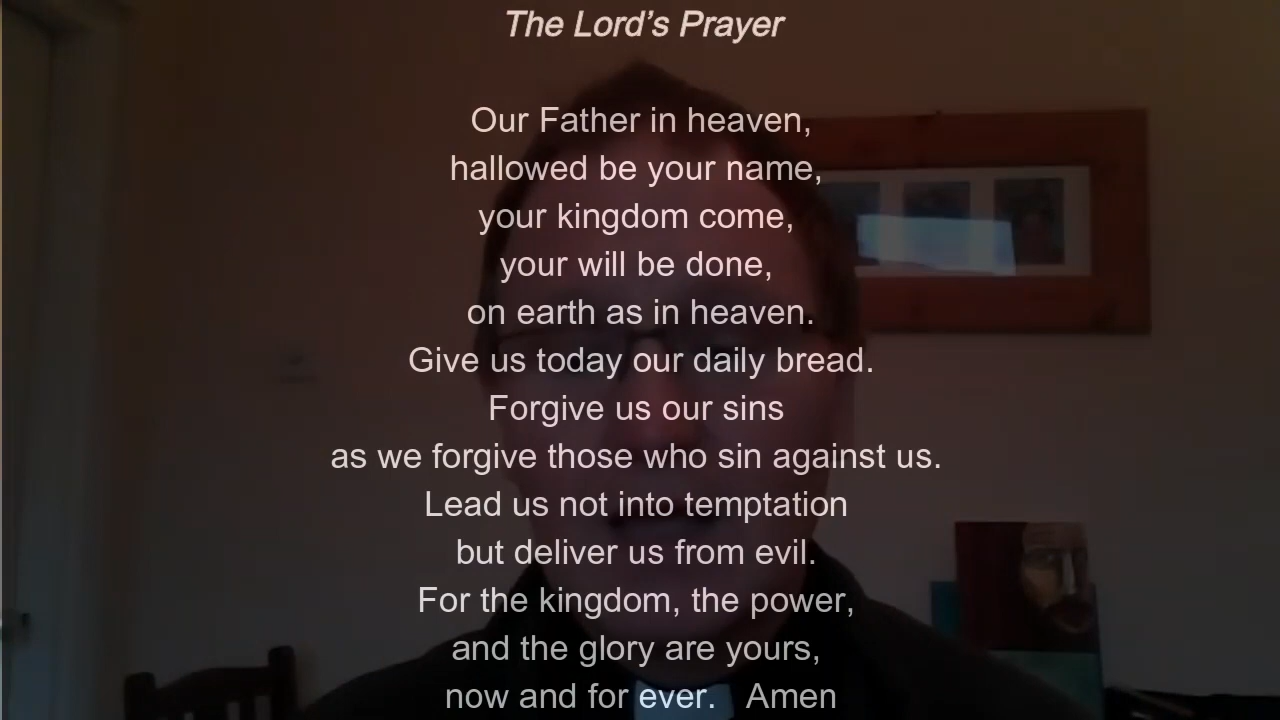 The Lord’s Prayer
Our Father in heaven,
hallowed be your name,
your kingdom come,
your will be done,
on earth as in heaven.
Give us today our daily bread.
Forgive us our sins
as we forgive those who sin against us.
Lead us not into temptation
but deliver us from evil.
For the kingdom, the power,
and the glory are yours,
now and for ever. Amen